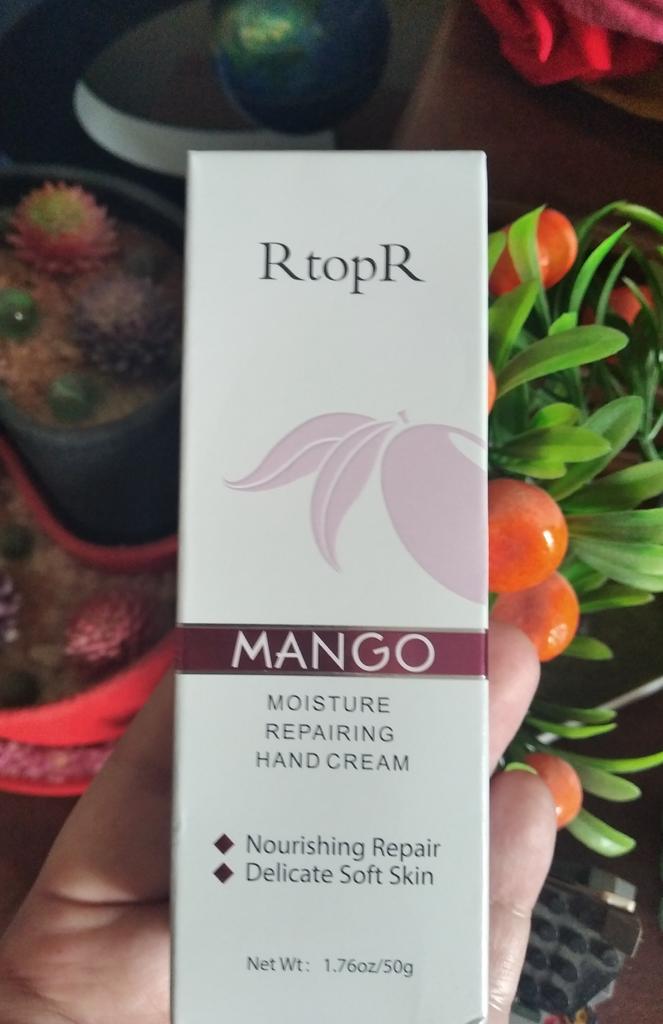 RtopR
MANGO
MOISTURE
REPAIRING
HAND CREAM
◆ Nourishing Repair
◆ Delicate Soft Skin
Net Wt: 1.76oz/50g